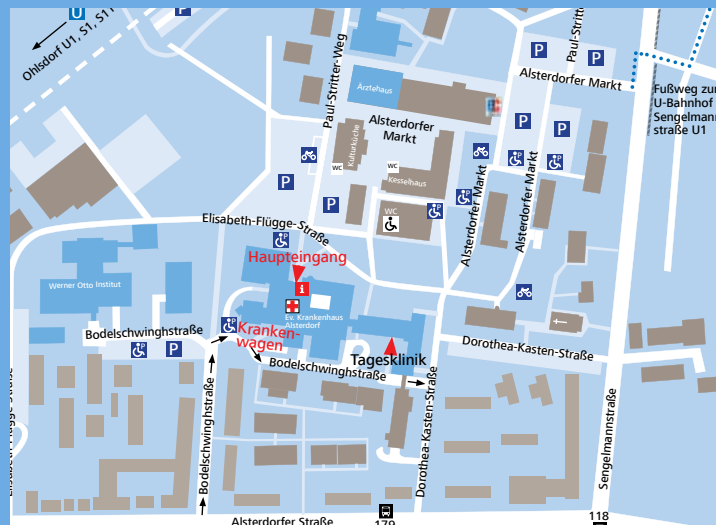 U
P
Ohlsdorf U1, S1, S11
Paul-Stritter-Weg
Ärztehaus
P
P
Alsterdorfer Markt
Fußweg zur
U-Bahnhof
Sengelmann
straße U1
P
P
Alsterdorfer
Markt
Kulturküche
WC
WC
Kesselhaus
P
P
WC
Alsterdorfer Markt
Alsterdorfer Markt
Elisabeth-Flügge-Straße
Haupteingang
i
Werner Otto Institut
Ev. Krankenhaus
Alsterdorf
Kranken-
wagen
Bodelschwinghstraße
P
Tagesklinik
Bodelschwinghstraße
Dorothea-Kasten-Straße
Bodelschwinghstraße
Dorothea-Kasten-Straße
Sengelmannstraße
Alsterdorfer Straße
179
118